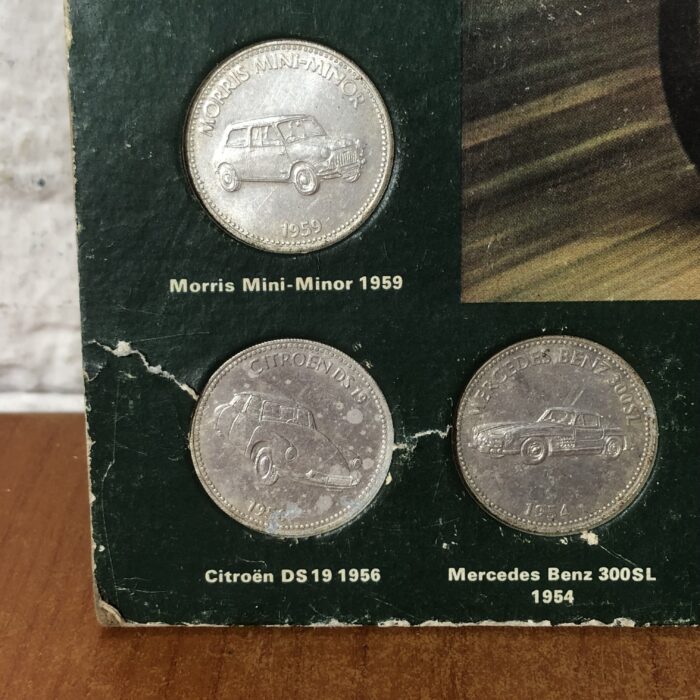 MORRIS MINI-MINOR
1959
Morris Mini-Minor 1959
CITROËN DS 19
Citroën DS 19 1956
MERCEDES BENZ 300SL
1954
Mercedes Benz 300SL
1954